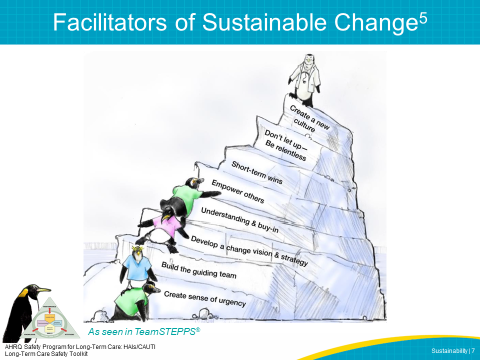 Facilitators of Sustainable Change5
Create a new
culture
Don't let up—
Be relentless
Short-term wins
Empower others
Understanding & buy-in
Develop a change vision & strategy
Build the guiding team
Create sense of urgency
As seen in TeamSTEPPS®
AHRQ Safety Program for Long-Term Care: HAIs/CAUTI
Long-Term Care Safety Toolkit
Sustainability | 7